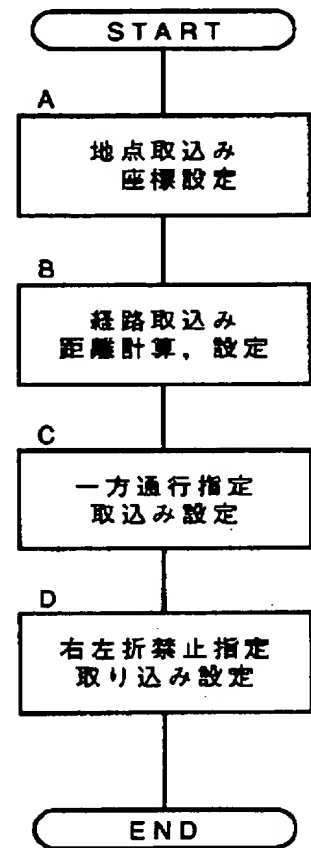 START
A
地点取込み
座標設定
B
経路取込み
距離計算，設定
C
一方通行指定
取込み設定
D
右左折禁止指定
取り込み設定
END